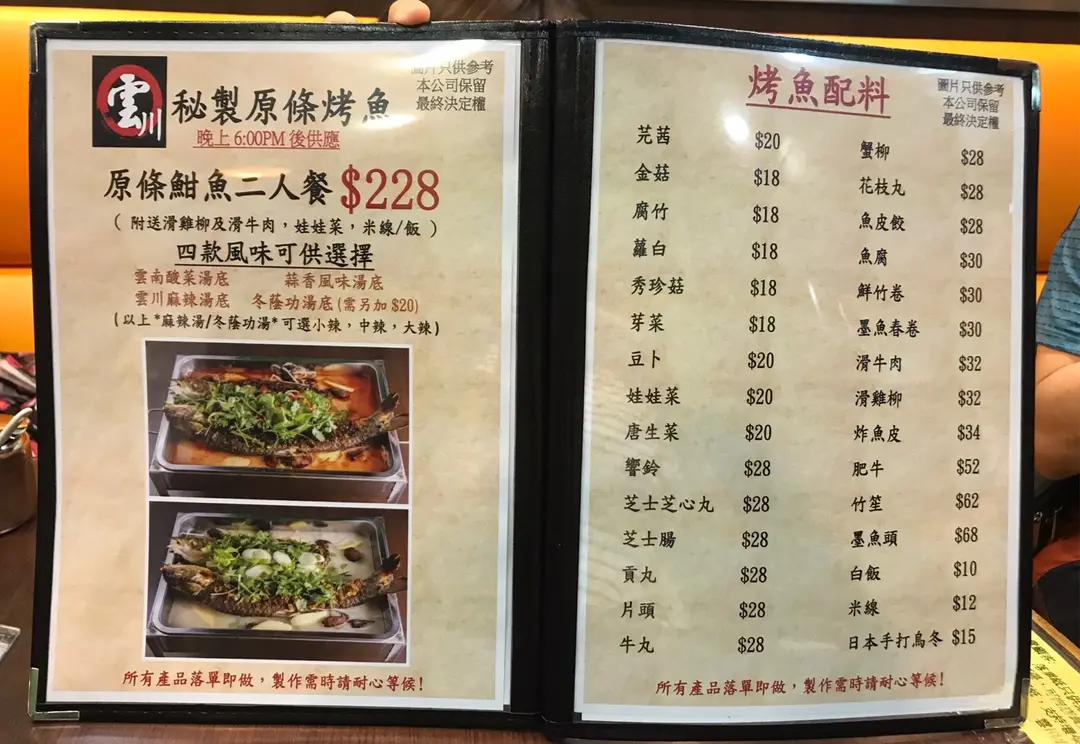 雲川
秘製原條烤魚
圖片只供參考
本公司保留
最終決定權
晚上 6:00PM 後供應
原條魽魚二人餐 $228
( 附送滑雞柳及滑牛肉，娃娃菜，米線/飯 )
四款風味可供選擇
雲南酸菜湯底 蒜香風味湯底
雲川麻辣湯底 冬蔭功湯底 (需另加 $20)
(以上 *麻辣湯/冬蔭功湯* 可選小辣，中辣，大辣)
所有產品落單即做，製作需時請耐心等候！
烤魚配料
圖片只供參考
本公司保留
最終決定權
芫茜 $20
金菇 $18
腐竹 $18
蘿白 $18
秀珍菇 $18
芽菜 $18
豆卜 $20
娃娃菜 $20
唐生菜 $20
響鈴 $28
芝士芝心丸 $28
芝士腸 $28
貢丸 $28
片頭 $28
牛丸 $28
蟹柳 $28
花枝丸 $28
魚皮餃 $28
魚腐 $30
鮮竹卷 $30
墨魚春卷 $30
滑牛肉 $32
滑雞柳 $32
炸魚皮 $34
肥牛 $52
竹笙 $62
墨魚頭 $68
白飯 $10
米線 $12
日本手打烏冬 $15
所有產品落單即做，製作需時請耐心等候！